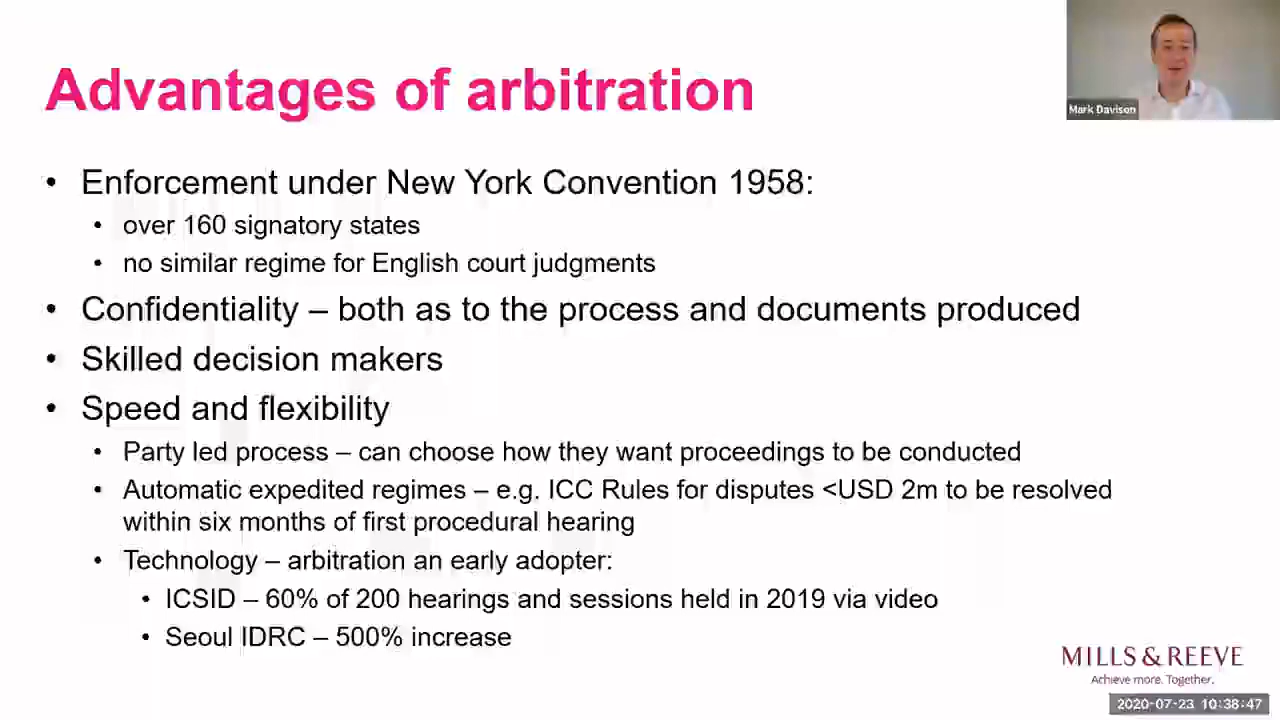 Advantages of arbitration
Mark Davison
• Enforcement under New York Convention 1958:
• over 160 signatory states
• no similar regime for English court judgments
• Confidentiality – both as to the process and documents produced
• Skilled decision makers
• Speed and flexibility
• Party led process – can choose how they want proceedings to be conducted
• Automatic expedited regimes – e.g. ICC Rules for disputes <USD 2m to be resolved
within six months of first procedural hearing
• Technology – arbitration an early adopter:
• ICSID – 60% of 200 hearings and sessions held in 2019 via video
• Seoul IDRC – 500% increase
MILLS & REEVE
Achieve more. Together.
2020-07-23 10:38:47